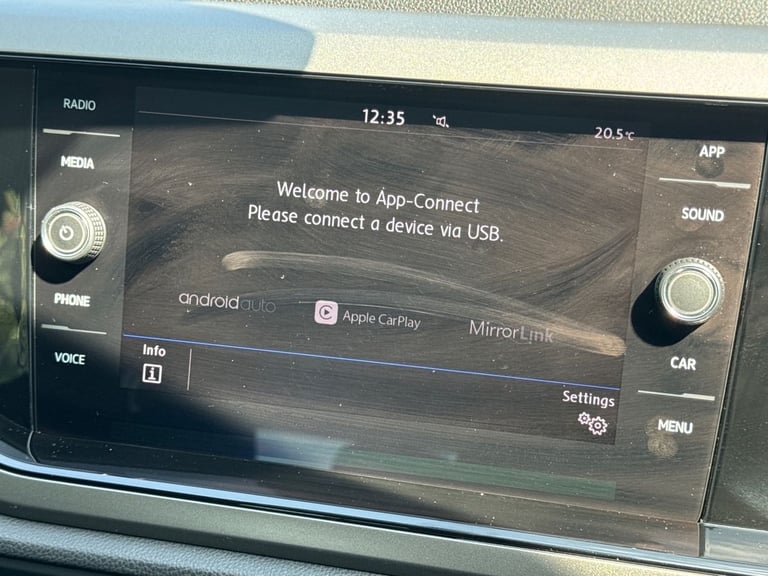 RADIO
MEDIA
PHONE
VOICE
12:35
20.5°C
Welcome to App-Connect
Please connect a device via USB.
androidauto
Apple CarPlay
MirrorLink
Info
Settings
APP
SOUND
CAR
MENU